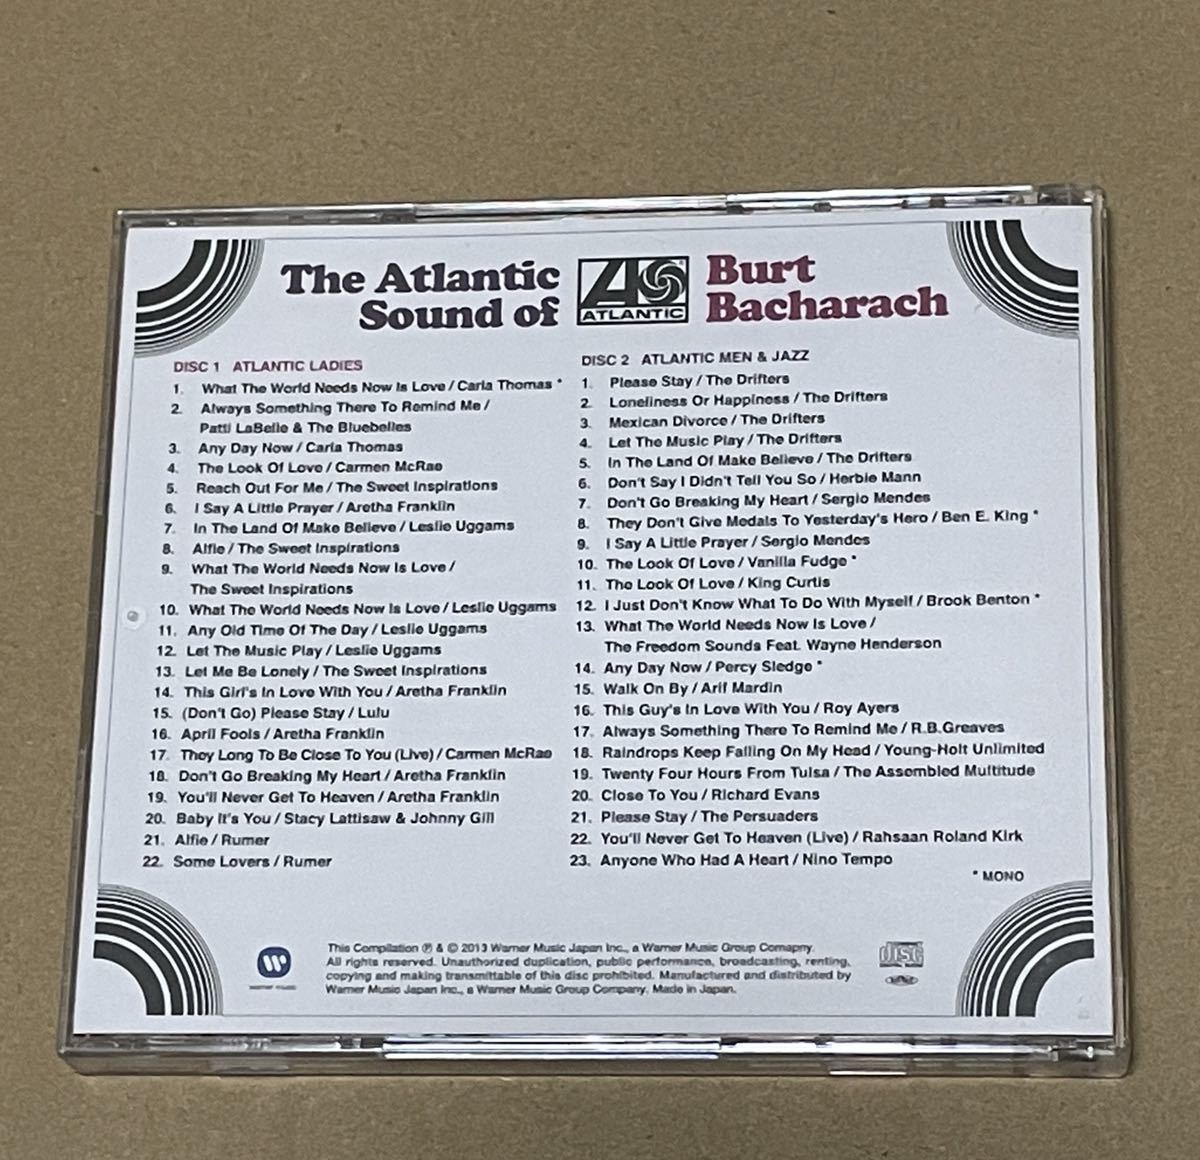 The Atlantic
Sound of
ATLANTIC
Burt
Bacharach
DISC 1 ATLANTIC LADIES
1. What The World Needs Now Is Love / Carla Thomas *
2. Always Something There To Remind Me /
Patti LaBelle & The Bluebelles
3. Any Day Now / Carla Thomas
4. The Look Of Love / Carmen McRae
5. Reach Out For Me / The Sweet Inspirations
6. I Say A Little Prayer / Aretha Franklin
7. In The Land Of Make Believe / Leslie Uggams
8. Alfie / The Sweet Inspirations
9. What The World Needs Now Is Love /
The Sweet Inspirations
10. What The World Needs Now Is Love / Leslie Uggams
11. Any Old Time Of The Day / Leslie Uggams
12. Let The Music Play / Leslie Uggams
13. Let Me Be Lonely / The Sweet Inspirations
14. This Girl's In Love With You / Aretha Franklin
15. (Don't Go) Please Stay / Lulu
16. April Fools / Aretha Franklin
17. They Long To Be Close To You (Live) / Carmen McRae
18. Don't Go Breaking My Heart / Aretha Franklin
19. You'll Never Get To Heaven / Aretha Franklin
20. Baby It's You / Stacy Lattisaw & Johnny Gill
21. Alfie / Rumer
22. Some Lovers / Rumer
DISC 2 ATLANTIC MEN & JAZZ
1. Please Stay / The Drifters
2. Loneliness Or Happiness / The Drifters
3. Mexican Divorce / The Drifters
4. Let The Music Play / The Drifters
5. In The Land Of Make Believe / The Drifters
6. Don't Say I Didn't Tell You So / Herbie Mann
7. Don't Go Breaking My Heart / Sergio Mendes
8. They Don't Give Medals To Yesterday's Hero / Ben E. King *
9. I Say A Little Prayer / Sergio Mendes
10. The Look Of Love / Vanilla Fudge *
11. The Look Of Love / King Curtis
12. I Just Don't Know What To Do With Myself / Brook Benton *
13. What The World Needs Now Is Love /
The Freedom Sounds Feat. Wayne Henderson
14. Any Day Now / Percy Sledge *
15. Walk On By / Arif Mardin
16. This Guy's In Love With You / Roy Ayers
17. Always Something There To Remind Me / R.B.Greaves
18. Raindrops Keep Falling On My Head / Young-Holt Unlimited
19. Twenty Four Hours From Tulsa / The Assembled Multitude
20. Close To You / Richard Evans
21. Please Stay / The Persuaders
22. You'll Never Get To Heaven (Live) / Rahsaan Roland Kirk
23. Anyone Who Had A Heart / Nino Tempo
* MONO
This Compilation ℗ & © 2013 Warner Music Japan Inc., a Warner Music Group Comapny.
All rights reserved. Unauthorized duplication, public performance, broadcasting, renting,
copying and making transmittable of this disc prohibited. Manufactured and distributed by
Warner Music Japan Inc., a Warner Music Group Company. Made in Japan.
disc